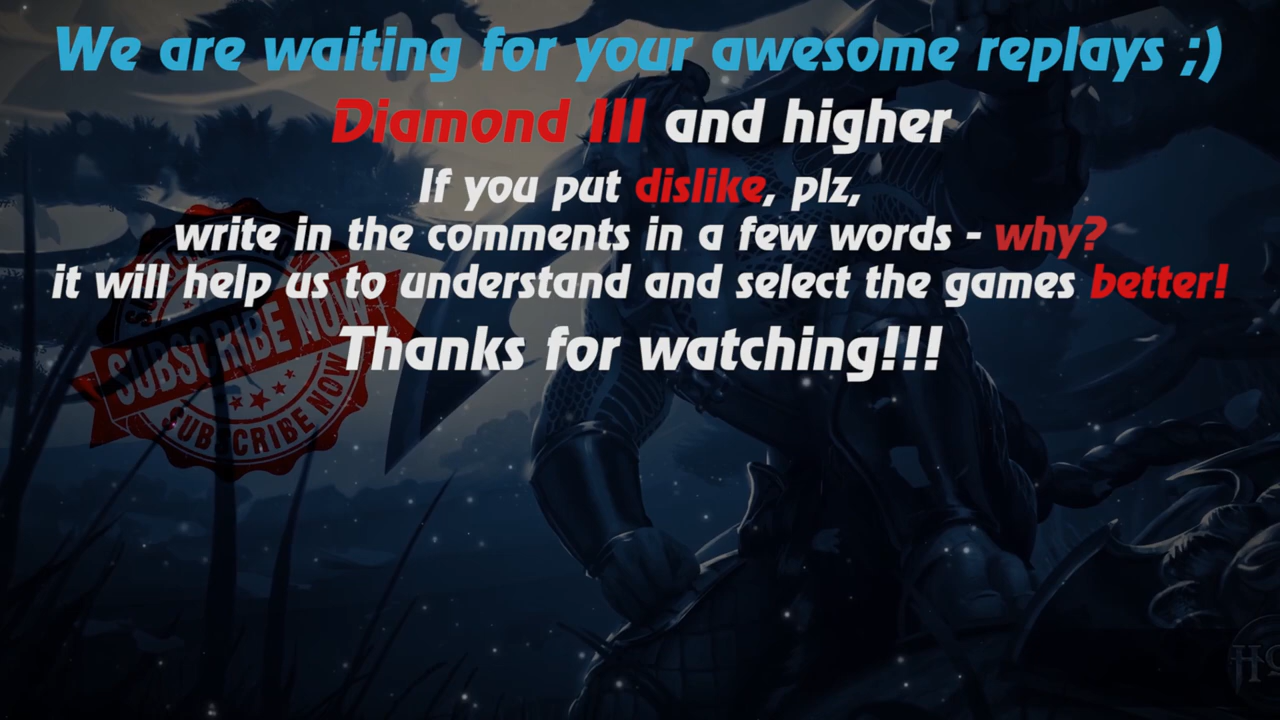 We are waiting for your awesome replays ;)
Diamond III and higher
If you put dislike, plz,
write in the comments in a few words - why?
it will help us to understand and select the games better!
Thanks for watching!!!
SUBSCRIBE NOW
SUBSCRIBE NOW